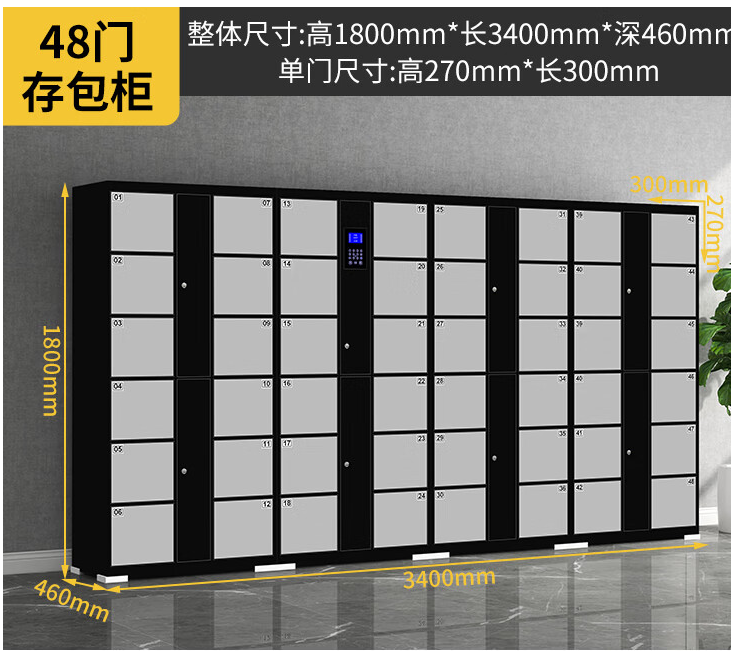 48门
存包柜
整体尺寸:高1800mm*长3400mm*深460mm
单门尺寸:高270mm*长300mm
300mm
270mm
1800mm
460mm
3400mm
01 07 13 19 25 31 39 43
02 08 14 20 26 32 40 44
03 09 15 21 27 33 39 45
04 10 16 22 28 34 40 46
05 11 17 23 29 35 41 47
06 12 18 24 30 36 42 48